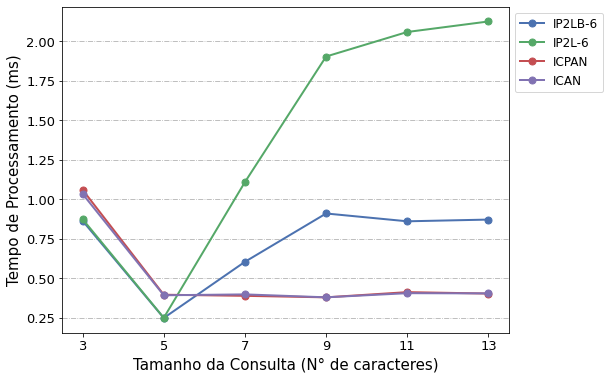 Tempo de Processamento (ms)
2.00
1.75
1.50
1.25
1.00
0.75
0.50
0.25
3 5 7 9 11 13
Tamanho da Consulta (N° de caracteres)
IP2LB-6
IP2L-6
ICPAN
ICAN